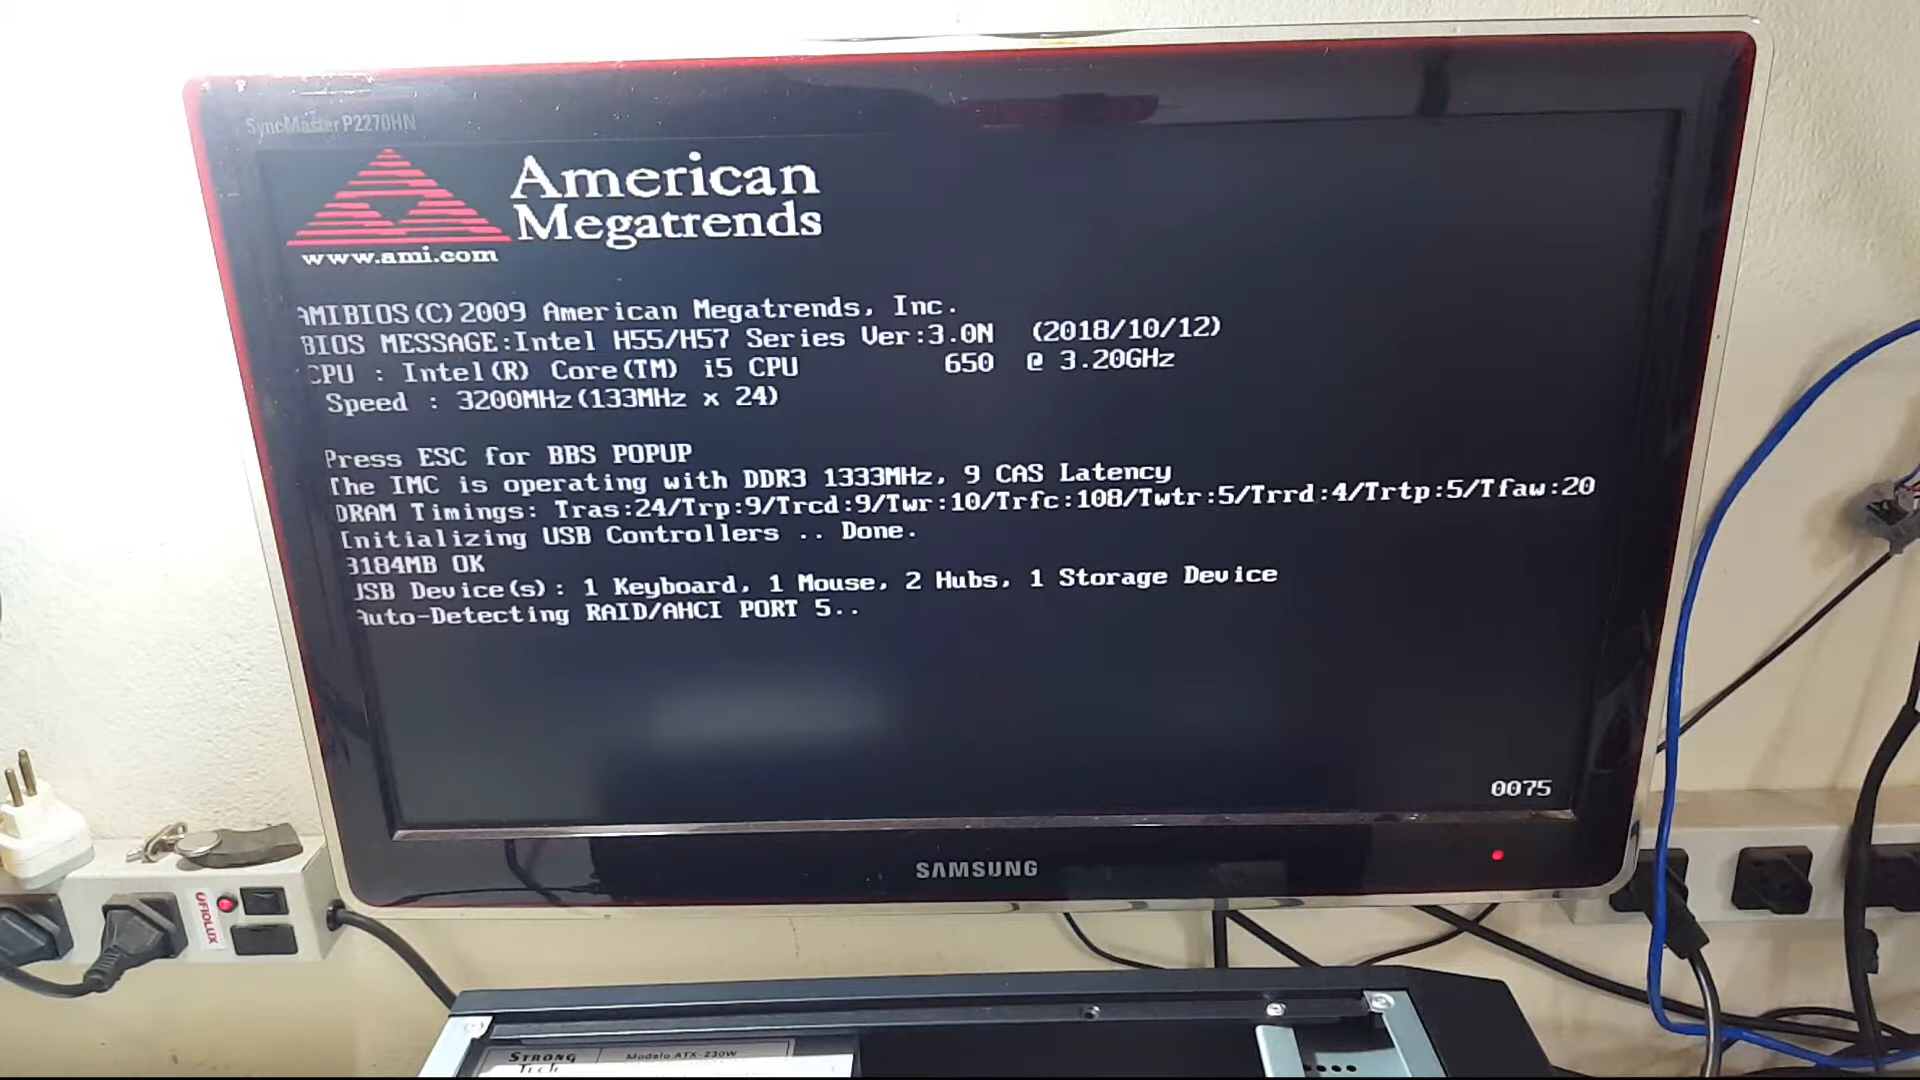 SyncMaster P2270HN
American
Megatrends
www.ami.com
AMIBIOS(C)2009 American Megatrends, Inc.
BIOS MESSAGE:Intel H55/H57 Series Ver:3.0N (2018/10/12)
CPU : Intel(R) Core(TM) i5 CPU 650 @ 3.20GHz
Speed : 3200MHz(133MHz x 24)
Press ESC for BBS POPUP
The IMC is operating with DDR3 1333MHz, 9 CAS Latency
DRAM Timings: Tras:24/Trp:9/Trcd:9/Twr:10/Trfc:108/Twtr:5/Trrd:4/Trtp:5/Tfaw:20
Initializing USB Controllers .. Done.
3184MB OK
USB Device(s): 1 Keyboard, 1 Mouse, 2 Hubs, 1 Storage Device
Auto-Detecting RAID/AHCI PORT 5..
0075
SAMSUNG
UFIOLUX
STRONG
Tech
Modelo.ATX-230W